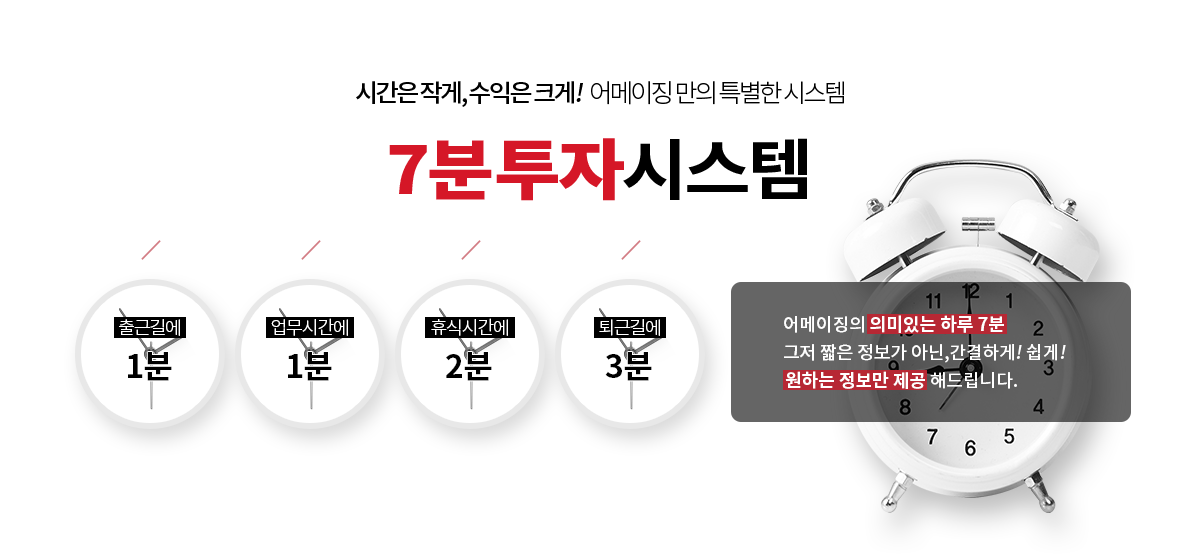 시간은 작게, 수익은 크게! 어메이징 만의 특별한 시스템
7분투자시스템
출근길에
1분
업무시간에
1분
휴식시간에
2분
퇴근길에
3분
어메이징의 의미있는 하루 7분
그저 짧은 정보가 아닌, 간결하게! 쉽게!
원하는 정보만 제공 해드립니다.
11 12 1
2
9 3
8 4
7 6 5